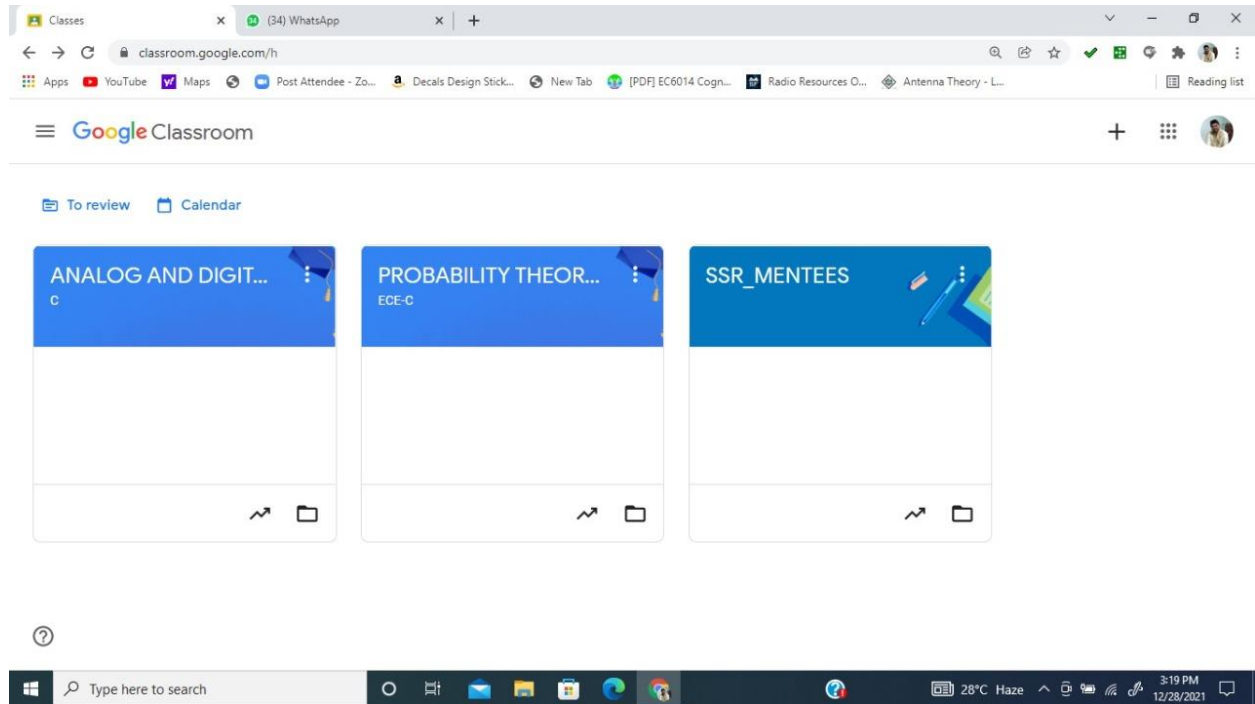 Classes
(34) WhatsApp
classroom.google.com/h
Apps YouTube Maps Post Attendee - Zo... Decals Design Stick... New Tab [PDF] EC6014 Cogn... Radio Resources O... Antenna Theory - L... Reading list
Google Classroom
To review Calendar
ANALOG AND DIGIT...
C
PROBABILITY THEOR...
ECE-C
SSR_MENTEES
Type here to search
28°C Haze
3:19 PM
12/28/2021